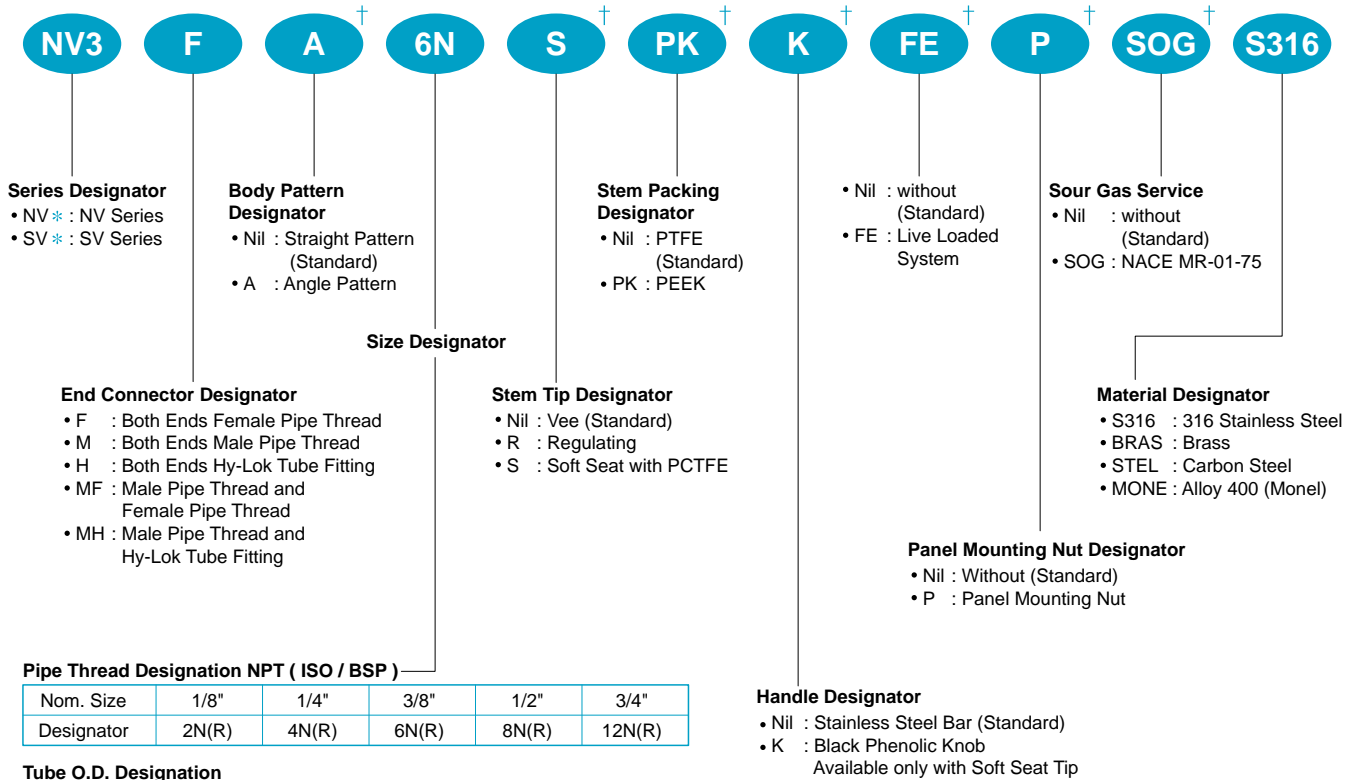 NV3 F A† 6N S† PK† K† FE† P† SOG† S316
Series Designator
• NV* : NV Series
• SV* : SV Series
Body Pattern
Designator
• Nil : Straight Pattern
(Standard)
• A : Angle Pattern
Stem Packing
Designator
• Nil : PTFE
(Standard)
• PK : PEEK
• Nil : without
(Standard)
• FE : Live Loaded
System
Sour Gas Service
• Nil : without
(Standard)
• SOG : NACE MR-01-75
Size Designator
End Connector Designator
• F : Both Ends Female Pipe Thread
• M : Both Ends Male Pipe Thread
• H : Both Ends Hy-Lok Tube Fitting
• MF : Male Pipe Thread and
Female Pipe Thread
• MH : Male Pipe Thread and
Hy-Lok Tube Fitting
Stem Tip Designator
• Nil : Vee (Standard)
• R : Regulating
• S : Soft Seat with PCTFE
Material Designator
• S316 : 316 Stainless Steel
• BRAS : Brass
• STEL : Carbon Steel
• MONE : Alloy 400 (Monel)
Panel Mounting Nut Designator
• Nil : Without (Standard)
• P : Panel Mounting Nut
Pipe Thread Designation NPT ( ISO / BSP )
Nom. Size 1/8" 1/4" 3/8" 1/2" 3/4"
Designator 2N(R) 4N(R) 6N(R) 8N(R) 12N(R)
Handle Designator
• Nil : Stainless Steel Bar (Standard)
• K : Black Phenolic Knob
Available only with Soft Seat Tip
Tube O.D. Designation